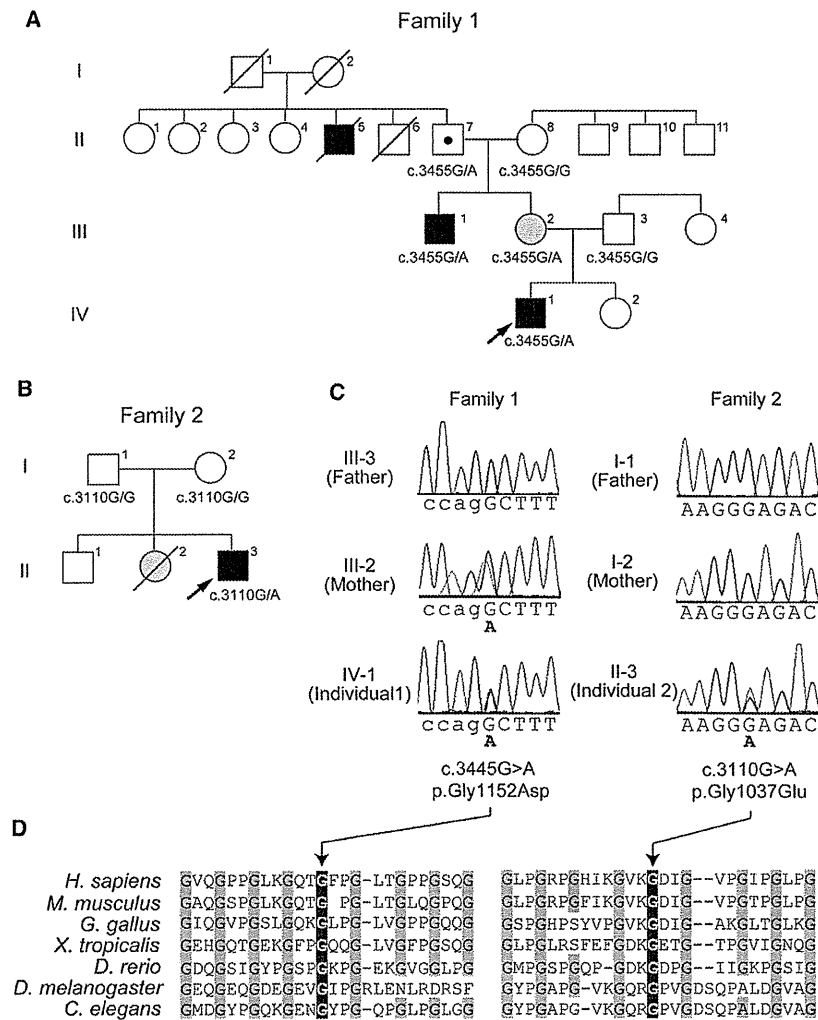 A
Family 1
I
1
2
II
1
2
3
4
5
6
7
8
9
10
11
c.3455G/A
c.3455G/G
III
1
2
3
4
c.3455G/A
c.3455G/A
c.3455G/G
IV
1
2
c.3455G/A
B
Family 2
I
1
2
c.3110G/G
c.3110G/G
II
1
2
3
c.3110G/A
C
Family 1
Family 2
III-3
(Father)
ccagGCTTT
I-1
(Father)
AAGGGAGAC
III-2
(Mother)
ccagGCTTT
A
I-2
(Mother)
AAGGGAGAC
IV-1
(Individual1)
ccagGCTTT
A
II-3
(Individual 2)
AAGGGAGAC
A
c.3445G>A
p.Gly1152Asp
c.3110G>A
p.Gly1037Glu
D
H. sapiens GVQGPPGLKGQTGFPG-LTGPPGSQG GLPGRPGHIKGVKGDIG--VPGIPGLPG
M. musculus GAQGSPGLKGQTG PG-LTGLQGPQG GLPGRPGFIKGVKGDIG--VPGTPGLPG
G. gallus GIQGVPGSLGQKGLPG-LVGPPGQQG GSPGHPSYVPGVKGDIG--AKGLTGLKG
X. tropicalis GEHGQTGEKGFPGQQG-LVGFPGSQG GLPGLRSFEFGDKGETG--TPGVIGNQG
D. rerio GDQGSIGYPGSPGKPG-EKGVGGLPG GMPGSPGQP-GDKGDPG--IIGKPGSIG
D. melanogaster GEQGEQGDEGEVGIPGRLENLRDRSF GYPGAPG-VKGQRGPVGDSQPALDGVAG
C. elegans GMDGYPGQKGENGYPG-QPGLPGLGG GYPGAPG-VKGQRGPVGDSQPALDGVAG